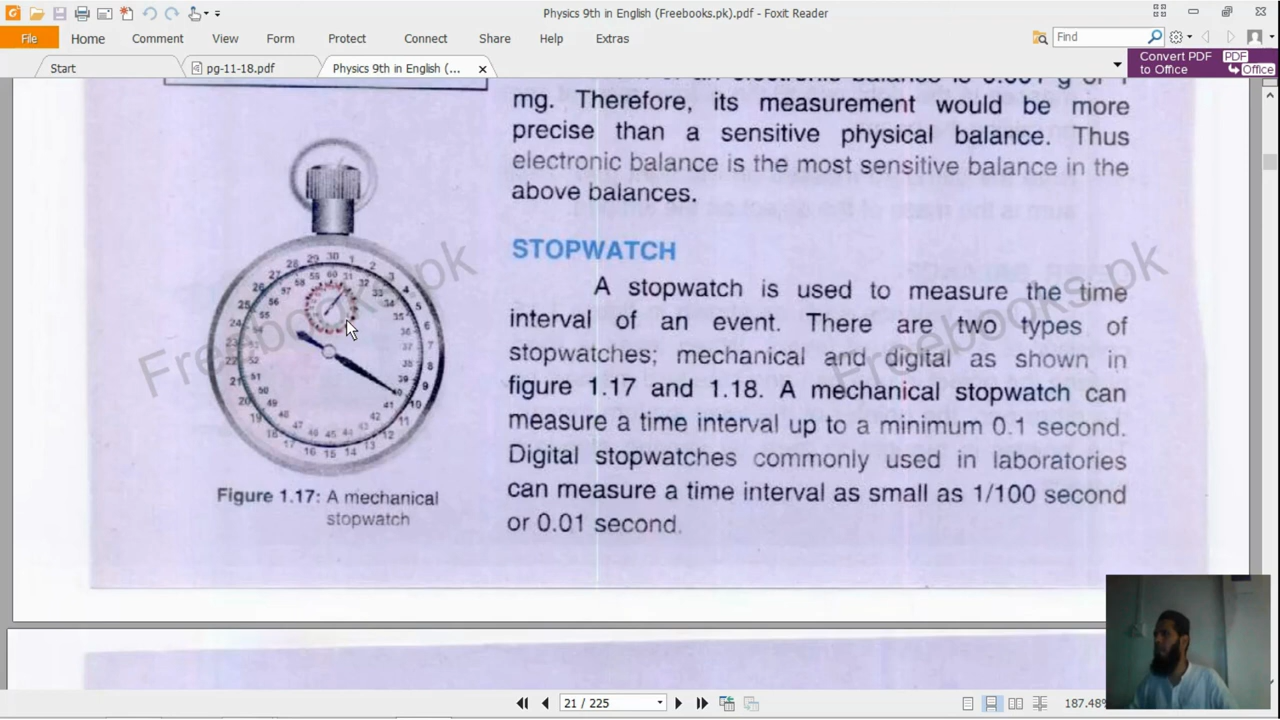 Physics 9th in English (Freebooks.pk).pdf - Foxit Reader
File Home Comment View Form Protect Connect Share Help Extras
Find
Start pg-11-18.pdf Physics 9th in English (...
Convert PDF to Office
PDF
Office
mg. Therefore, its measurement would be more
precise than a sensitive physical balance. Thus
electronic balance is the most sensitive balance in the
above balances.
STOPWATCH
A stopwatch is used to measure the time
interval of an event. There are two types of
stopwatches; mechanical and digital as shown in
figure 1.17 and 1.18. A mechanical stopwatch can
measure a time interval up to a minimum 0.1 second.
Digital stopwatches commonly used in laboratories
can measure a time interval as small as 1/100 second
or 0.01 second.
Figure 1.17: A mechanical
stopwatch
Freebooks.pk
Freebooks.pk
21 / 225
187.48%